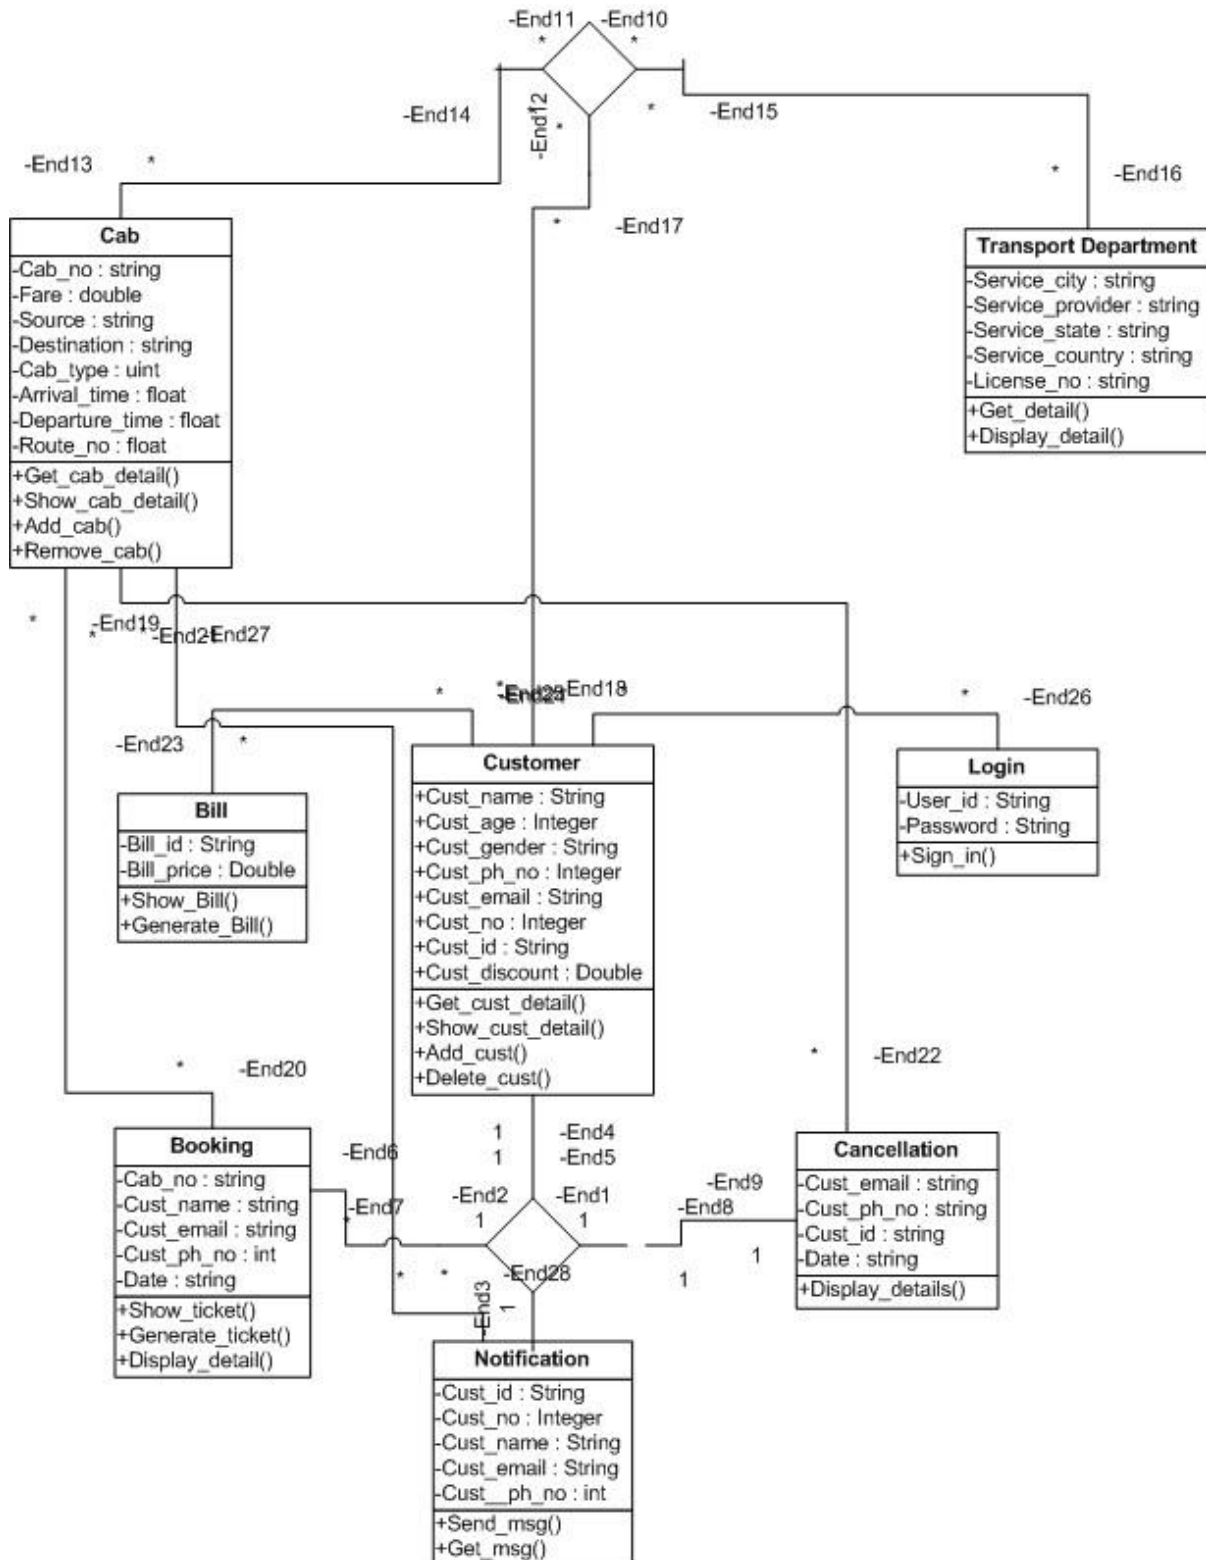 -End11
-End10
*
*
-End14
-End12
*
*
-End15
-End13
*
*
-End16
*
-End17
Cab
-Cab_no : string
-Fare : double
-Source : string
-Destination : string
-Cab_type : uint
-Arrival_time : float
-Departure_time : float
-Route_no : float
+Get_cab_detail()
+Show_cab_detail()
+Add_cab()
+Remove_cab()
Transport Department
-Service_city : string
-Service_provider : string
-Service_state : string
-Service_country : string
-License_no : string
+Get_detail()
+Display_detail()
*
-End19
*
*
-End21
-End27
*
*
-End18
*
*
-End26
-End23
*
Bill
-Bill_id : String
-Bill_price : Double
+Show_Bill()
+Generate_Bill()
Customer
+Cust_name : String
+Cust_age : Integer
+Cust_gender : String
+Cust_ph_no : Integer
+Cust_email : String
+Cust_no : Integer
+Cust_id : String
+Cust_discount : Double
+Get_cust_detail()
+Show_cust_detail()
+Add_cust()
+Delete_cust()
Login
-User_id : String
-Password : String
+Sign_in()
*
-End20
*
-End22
Booking
-Cab_no : string
-Cust_name : string
-Cust_email : string
-Cust_ph_no : int
-Date : string
+Show_ticket()
+Generate_ticket()
+Display_detail()
1
-End4
1
-End5
-End6
-End7
*
-End2
1
-End1
1
-End9
-End8
1
1
*
*
-End28
-End3
1
Cancellation
-Cust_email : string
-Cust_ph_no : string
-Cust_id : string
-Date : string
+Display_details()
Notification
-Cust_id : String
-Cust_no : Integer
-Cust_name : String
-Cust_email : String
-Cust__ph_no : int
+Send_msg()
+Get_msg()